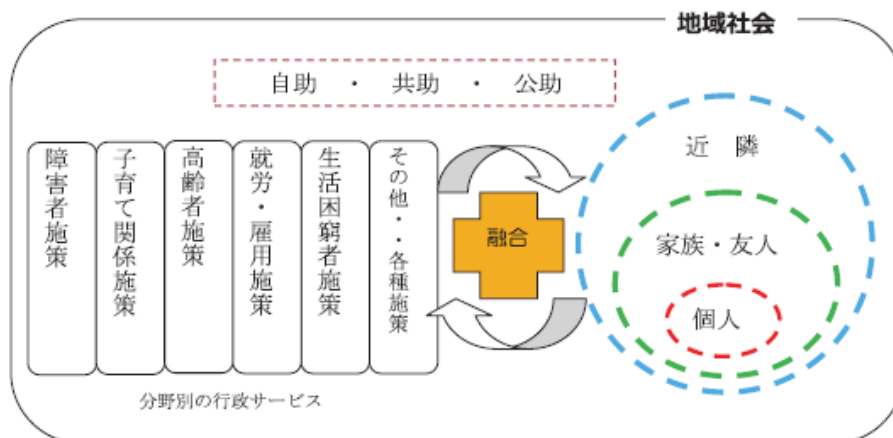 地域社会
自助 ・ 共助 ・ 公助
障害者施策
子育て関係施策
高齢者施策
就労・雇用施策
生活困窮者施策
その他・・各種施策
融合
近 隣
家族・友人
個人
分野別の行政サービス